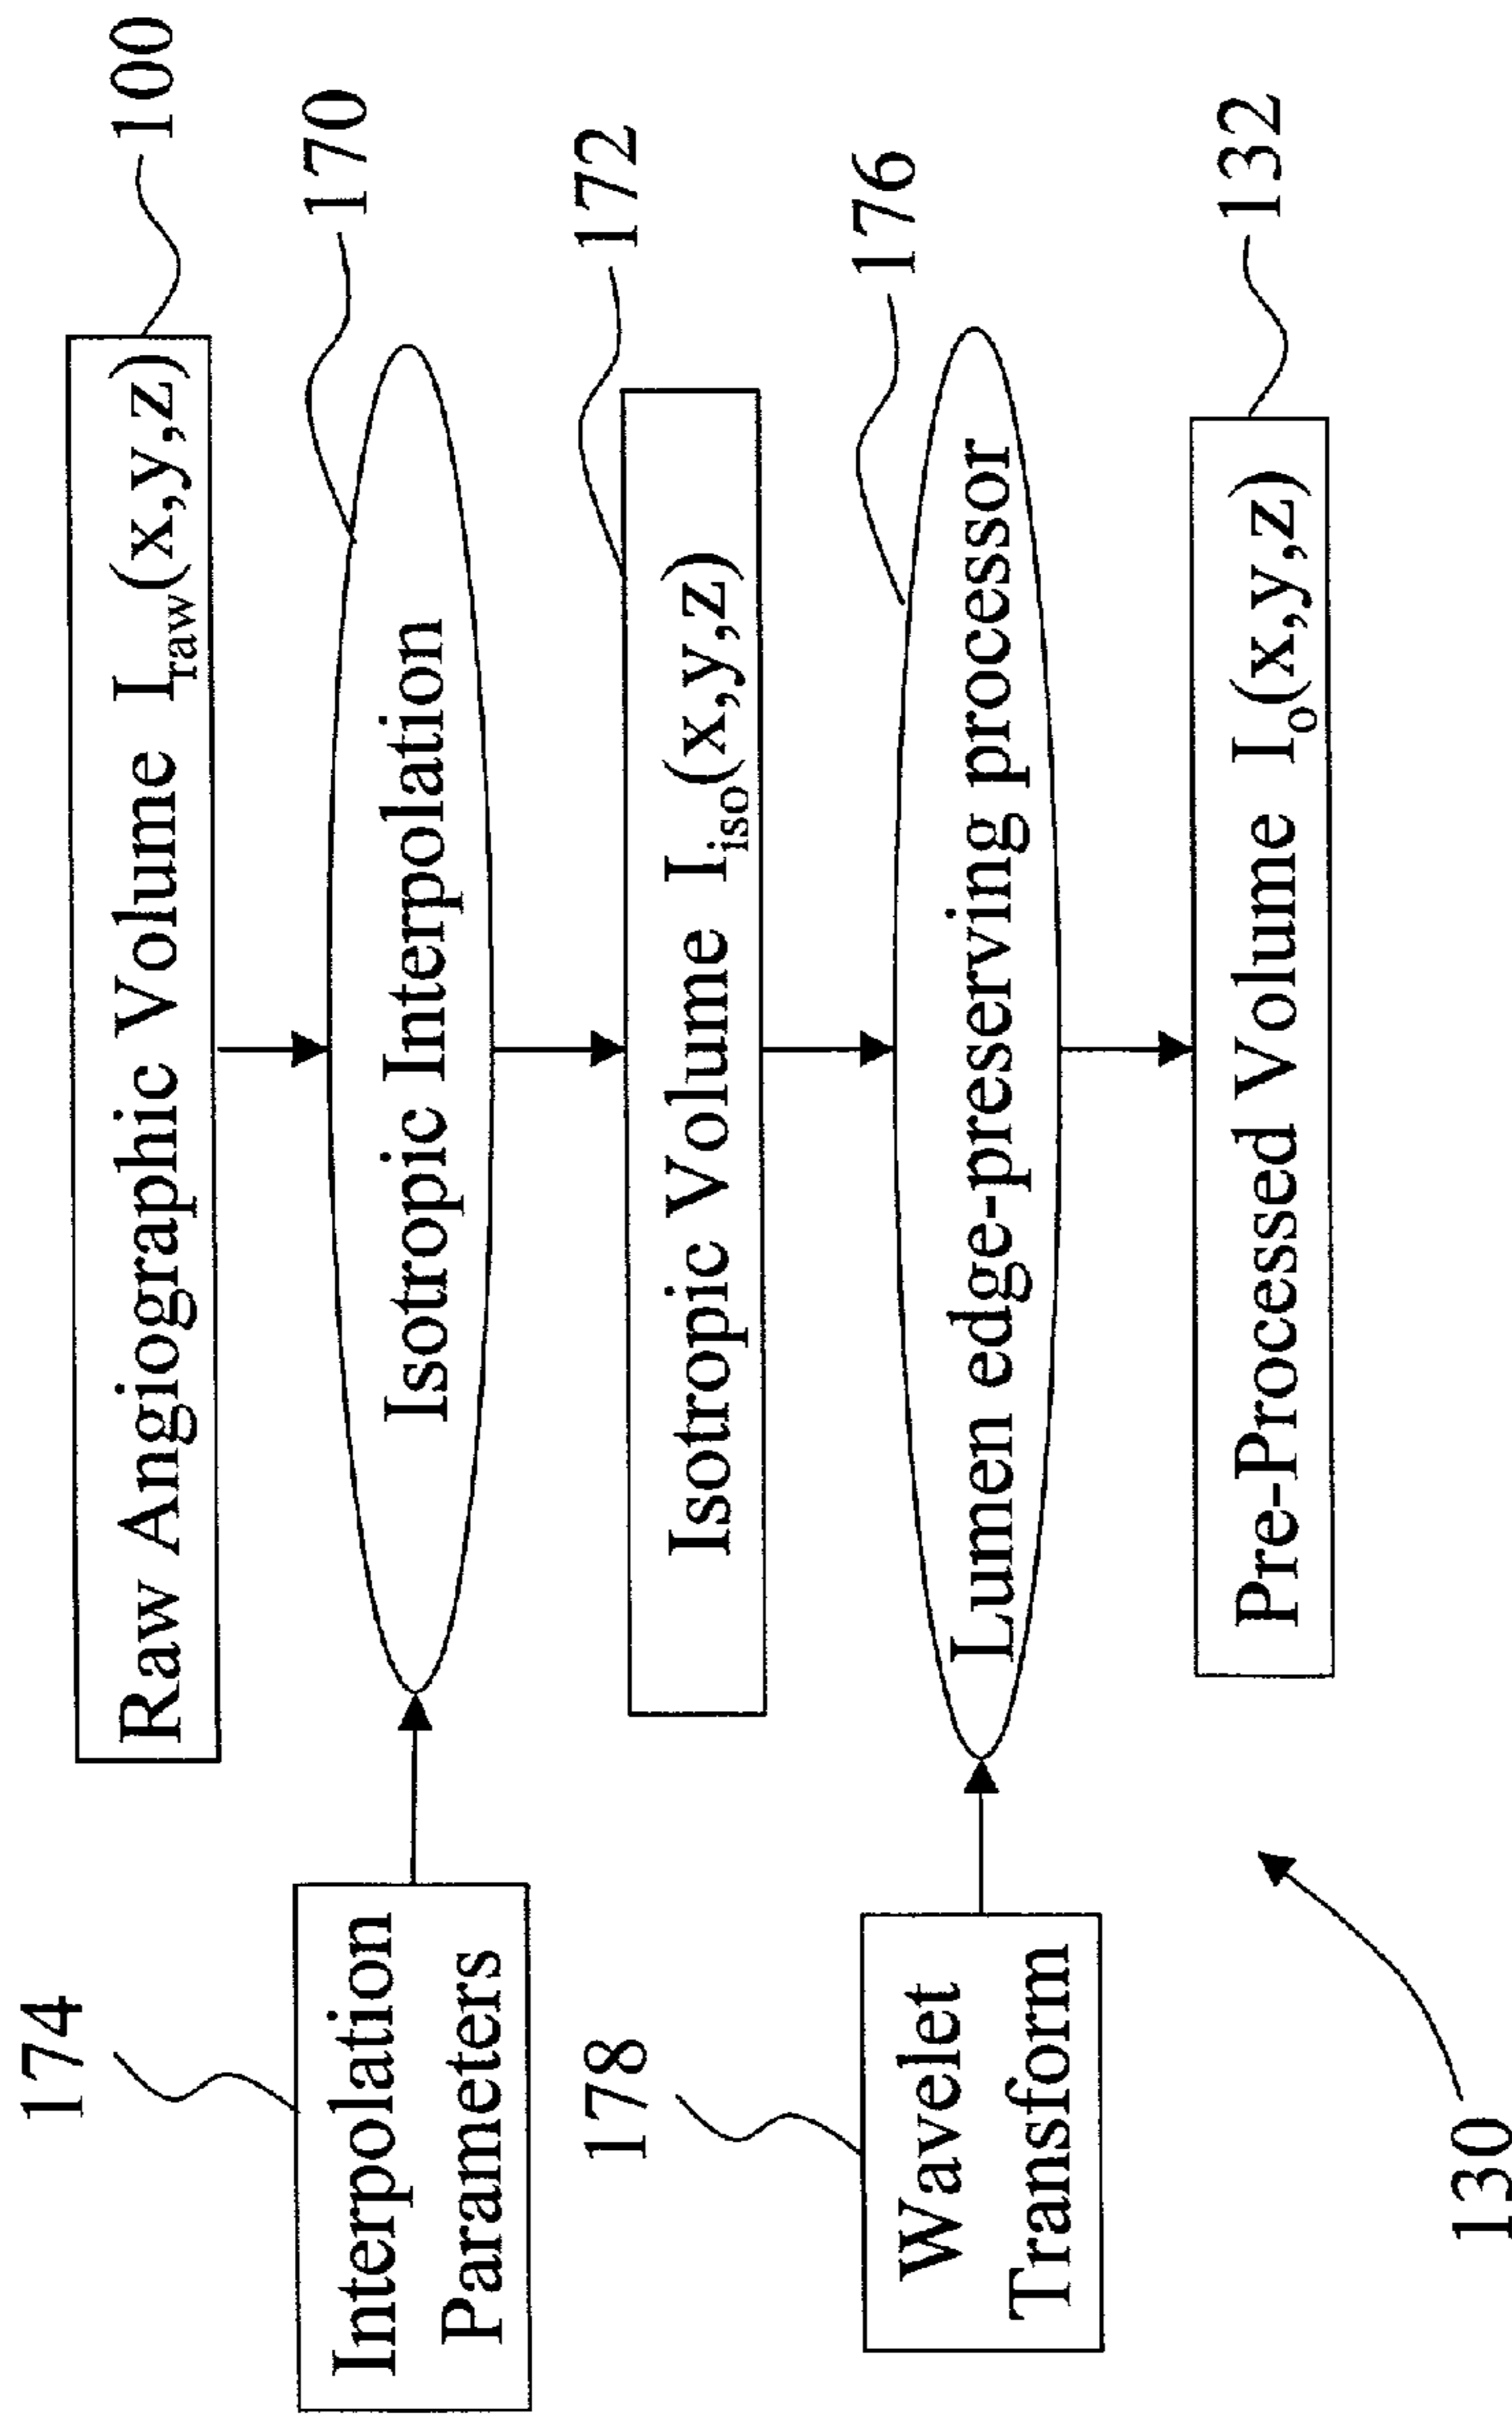 Raw Angiographic Volume I_raw(x,y,z)
100
174
170
Interpolation
Parameters
Isotropic Interpolation
172
Isotropic Volume I_iso(x,y,z)
178
176
Wavelet
Transform
Lumen edge-preserving processor
132
Pre-Processed Volume I_o(x,y,z)
130